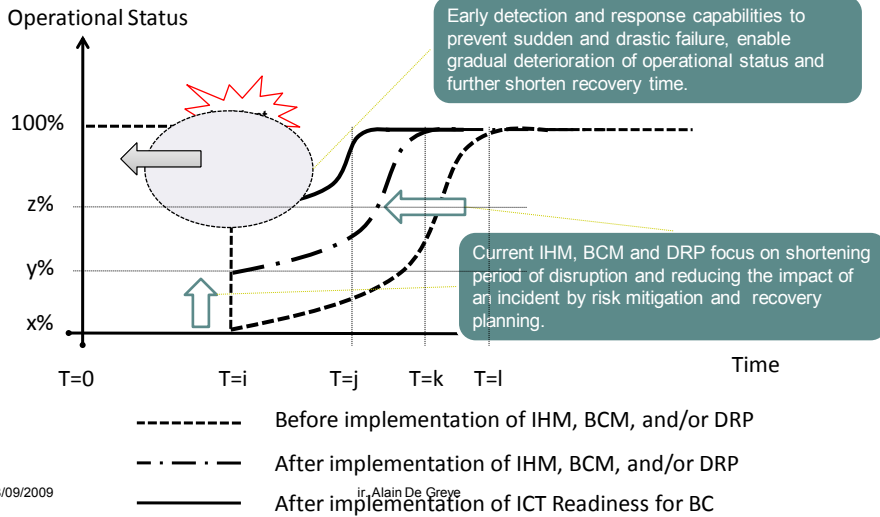 Operational Status
Early detection and response capabilities to
prevent sudden and drastic failure, enable
gradual deterioration of operational status and
further shorten recovery time.
100%
z%
y%
x%
Current IHM, BCM and DRP focus on shortening
period of disruption and reducing the impact of
an incident by risk mitigation and recovery
planning.
Time
T=0 T=i T=j T=k T=l
Before implementation of IHM, BCM, and/or DRP
After implementation of IHM, BCM, and/or DRP
/09/2009
ir. Alain De Greve
After implementation of ICT Readiness for BC